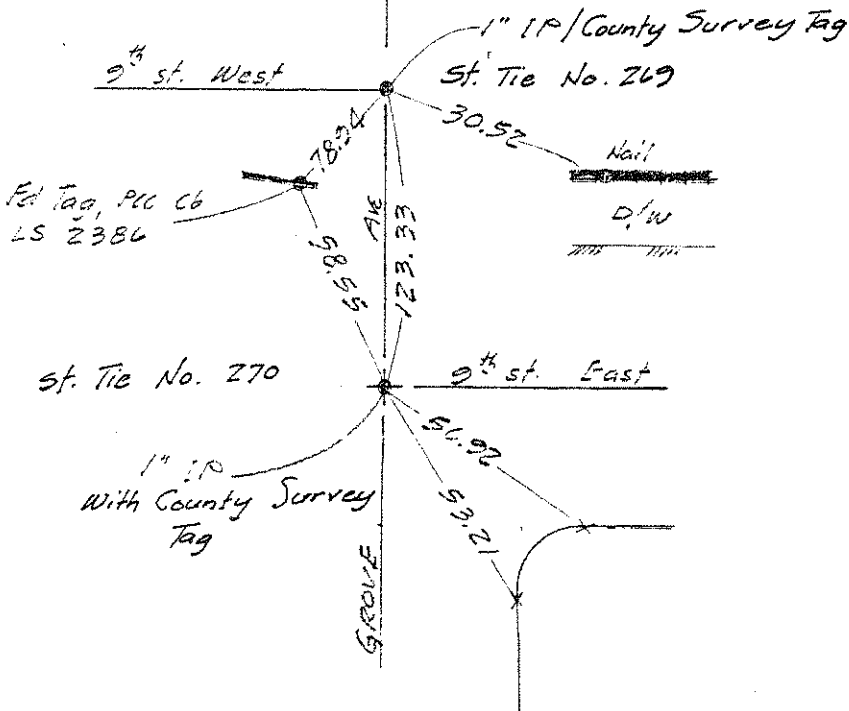 1" IP/County Survey Tag
9th st. West
St. Tie No. 269
78.24
30.52
Nail
Fd Tag, PCC Cb
LS 2386
D/W
AVE
123.33
58.55
St. Tie No. 270
9th st. East
56.92
1" IP
With County Survey
Tag
53.21
GROVE